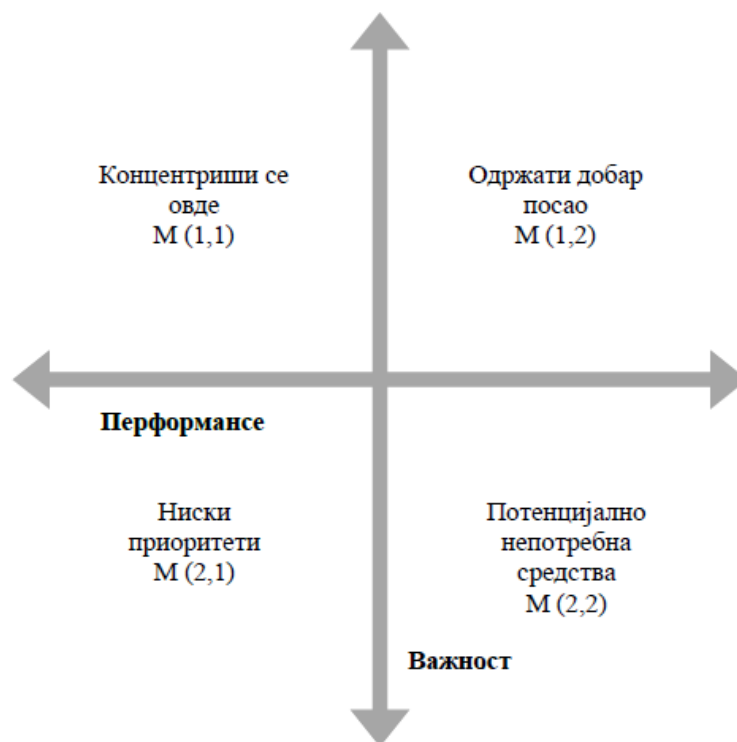 Концентриши се
овде
М (1,1)
Одржати добар
посао
М (1,2)
Перформансе
Ниски
приоритети
М (2,1)
Потенцијално
непотребна
средства
М (2,2)
Важност